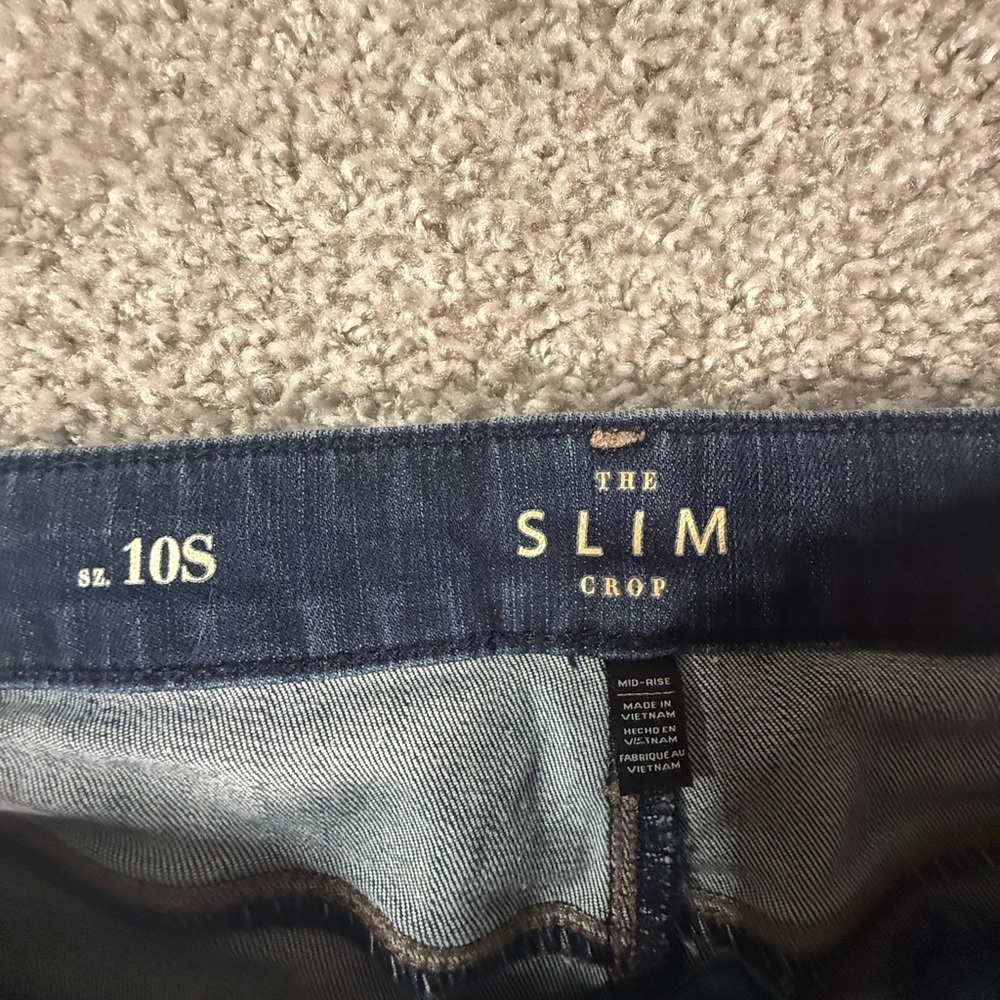 sz. 10S
THE
SLIM
CROP
MID-RISE
MADE IN
VIETNAM
HECHO EN
VIETNAM
FABRIQUÉ AU
VIETNAM